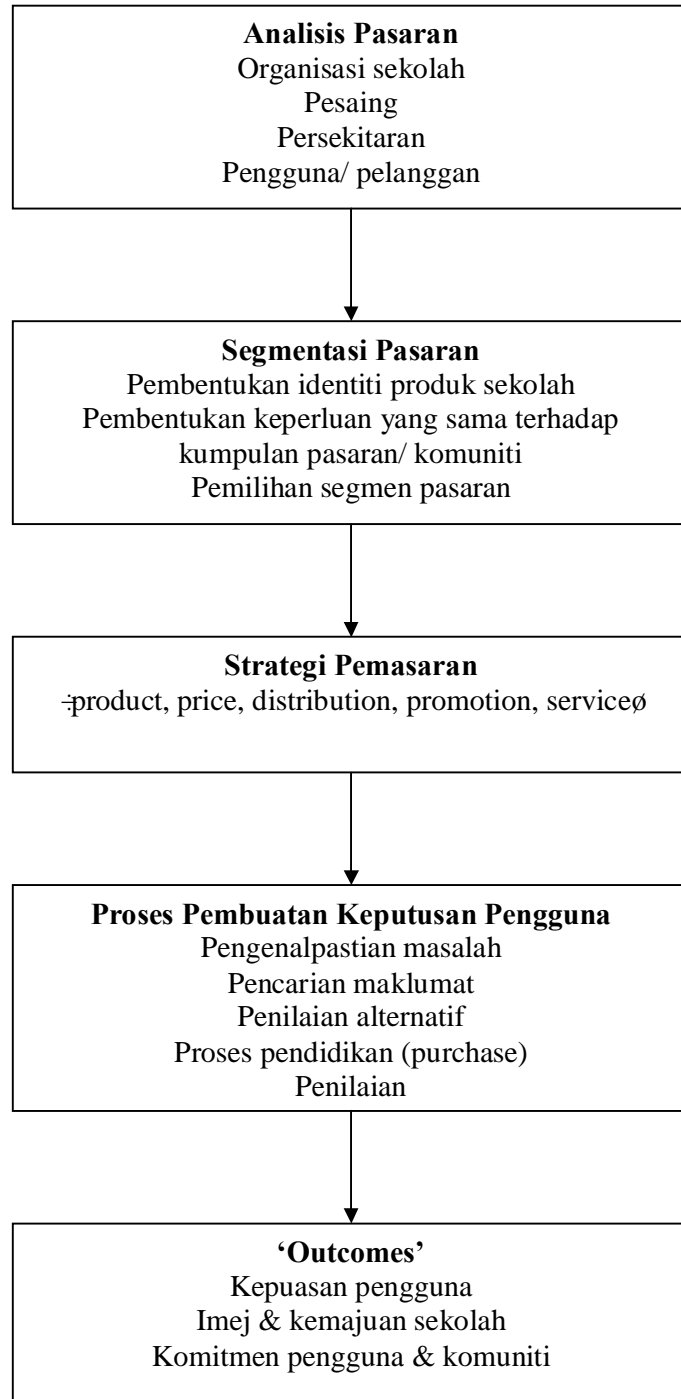 Analisis Pasaran
Organisasi sekolah
Pesaing
Persekitaran
Pengguna/ pelanggan
Segmentasi Pasaran
Pembentukan identiti produk sekolah
Pembentukan keperluan yang sama terhadap
kumpulan pasaran/ komuniti
Pemilihan segmen pasaran
Strategi Pemasaran
÷product, price, distribution, promotion, serviceø
Proses Pembuatan Keputusan Pengguna
Pengenalpastian masalah
Pencarian maklumat
Penilaian alternatif
Proses pendidikan (purchase)
Penilaian
‘Outcomes’
Kepuasan pengguna
Imej & kemajuan sekolah
Komitmen pengguna & komuniti